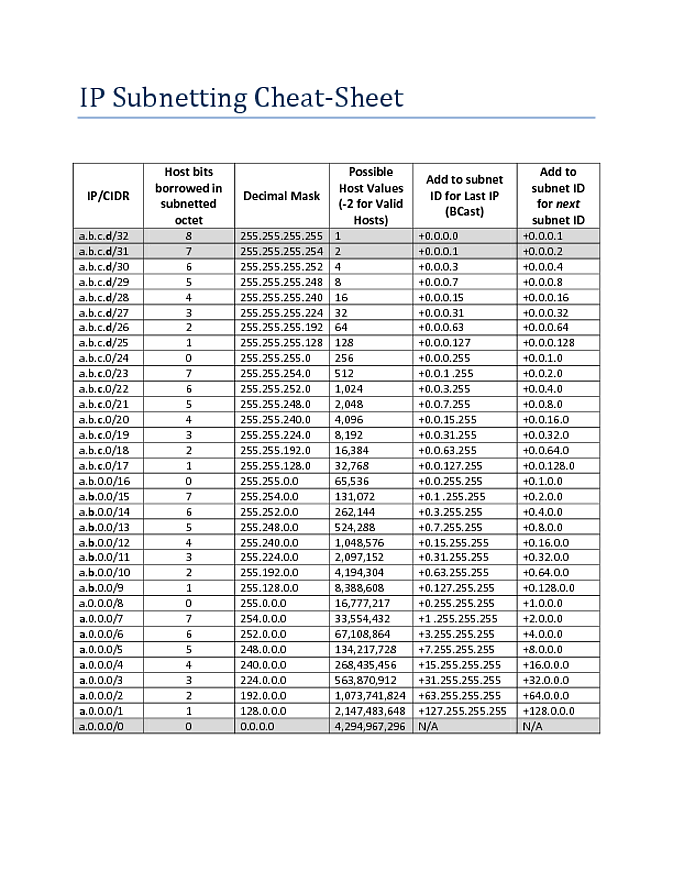 IP Subnetting Cheat-Sheet
IP/CIDR Host bits borrowed in subnetted octet Decimal Mask Possible Host Values (-2 for Valid Hosts) Add to subnet ID for Last IP (BCast) Add to subnet ID for next subnet ID
a.b.c.d/32 8 255.255.255.255 1 +0.0.0.0 +0.0.0.1
a.b.c.d/31 7 255.255.255.254 2 +0.0.0.1 +0.0.0.2
a.b.c.d/30 6 255.255.255.252 4 +0.0.0.3 +0.0.0.4
a.b.c.d/29 5 255.255.255.248 8 +0.0.0.7 +0.0.0.8
a.b.c.d/28 4 255.255.255.240 16 +0.0.0.15 +0.0.0.16
a.b.c.d/27 3 255.255.255.224 32 +0.0.0.31 +0.0.0.32
a.b.c.d/26 2 255.255.255.192 64 +0.0.0.63 +0.0.0.64
a.b.c.d/25 1 255.255.255.128 128 +0.0.0.127 +0.0.0.128
a.b.c.0/24 0 255.255.255.0 256 +0.0.0.255 +0.0.1.0
a.b.c.0/23 7 255.255.254.0 512 +0.0.1 .255 +0.0.2.0
a.b.c.0/22 6 255.255.252.0 1,024 +0.0.3.255 +0.0.4.0
a.b.c.0/21 5 255.255.248.0 2,048 +0.0.7.255 +0.0.8.0
a.b.c.0/20 4 255.255.240.0 4,096 +0.0.15.255 +0.0.16.0
a.b.c.0/19 3 255.255.224.0 8,192 +0.0.31.255 +0.0.32.0
a.b.c.0/18 2 255.255.192.0 16,384 +0.0.63.255 +0.0.64.0
a.b.c.0/17 1 255.255.128.0 32,768 +0.0.127.255 +0.0.128.0
a.b.0.0/16 0 255.255.0.0 65,536 +0.0.255.255 +0.1.0.0
a.b.0.0/15 7 255.254.0.0 131,072 +0.1 .255.255 +0.2.0.0
a.b.0.0/14 6 255.252.0.0 262,144 +0.3.255.255 +0.4.0.0
a.b.0.0/13 5 255.248.0.0 524,288 +0.7.255.255 +0.8.0.0
a.b.0.0/12 4 255.240.0.0 1,048,576 +0.15.255.255 +0.16.0.0
a.b.0.0/11 3 255.224.0.0 2,097,152 +0.31.255.255 +0.32.0.0
a.b.0.0/10 2 255.192.0.0 4,194,304 +0.63.255.255 +0.64.0.0
a.b.0.0/9 1 255.128.0.0 8,388,608 +0.127.255.255 +0.128.0.0
a.0.0.0/8 0 255.0.0.0 16,777,217 +0.255.255.255 +1.0.0.0
a.0.0.0/7 7 254.0.0.0 33,554,432 +1 .255.255.255 +2.0.0.0
a.0.0.0/6 6 252.0.0.0 67,108,864 +3.255.255.255 +4.0.0.0
a.0.0.0/5 5 248.0.0.0 134,217,728 +7.255.255.255 +8.0.0.0
a.0.0.0/4 4 240.0.0.0 268,435,456 +15.255.255.255 +16.0.0.0
a.0.0.0/3 3 224.0.0.0 563,870,912 +31.255.255.255 +32.0.0.0
a.0.0.0/2 2 192.0.0.0 1,073,741,824 +63.255.255.255 +64.0.0.0
a.0.0.0/1 1 128.0.0.0 2,147,483,648 +127.255.255.255 +128.0.0.0
a.0.0.0/0 0 0.0.0.0 4,294,967,296 N/A N/A